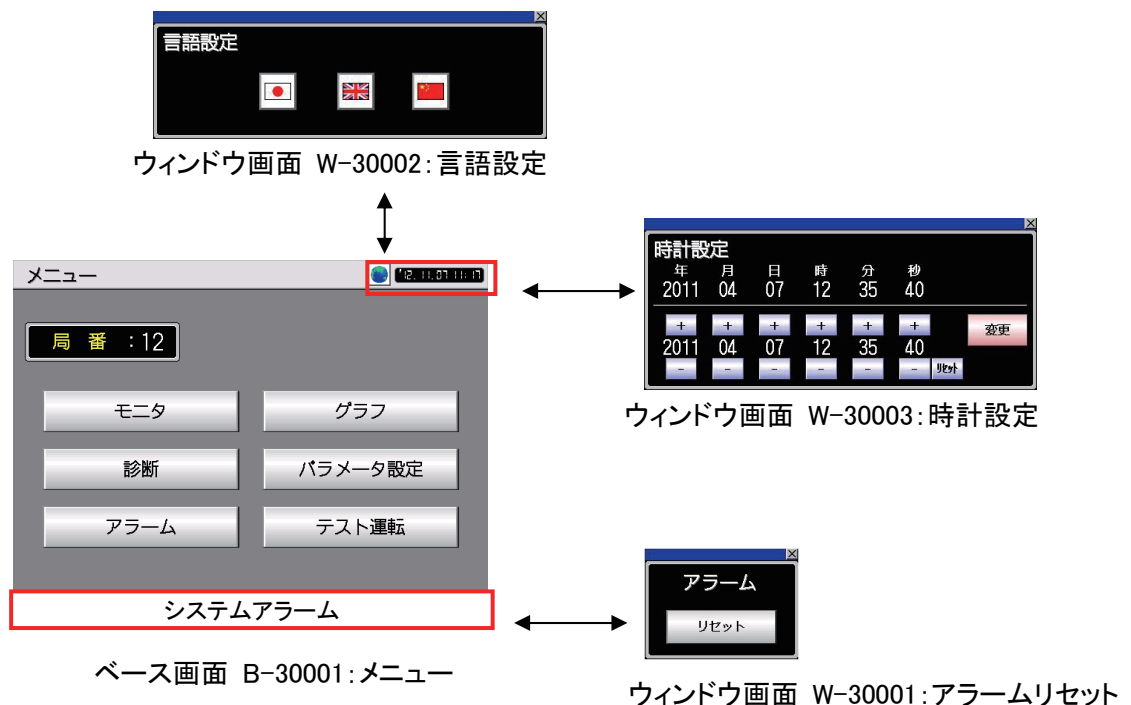 言語設定
ウィンドウ画面 W-30002:言語設定
メニュー
'12.11.07 11:17
局 番 :12
モニタ
グラフ
診断
パラメータ設定
アラーム
テスト運転
システムアラーム
ベース画面 B-30001:メニュー
時計設定
年 月 日 時 分 秒
2011 04 07 12 35 40
+ + + + + +
変更
2011 04 07 12 35 40
- - - - - - リセット
ウィンドウ画面 W-30003:時計設定
アラーム
リセット
ウィンドウ画面 W-30001:アラームリセット